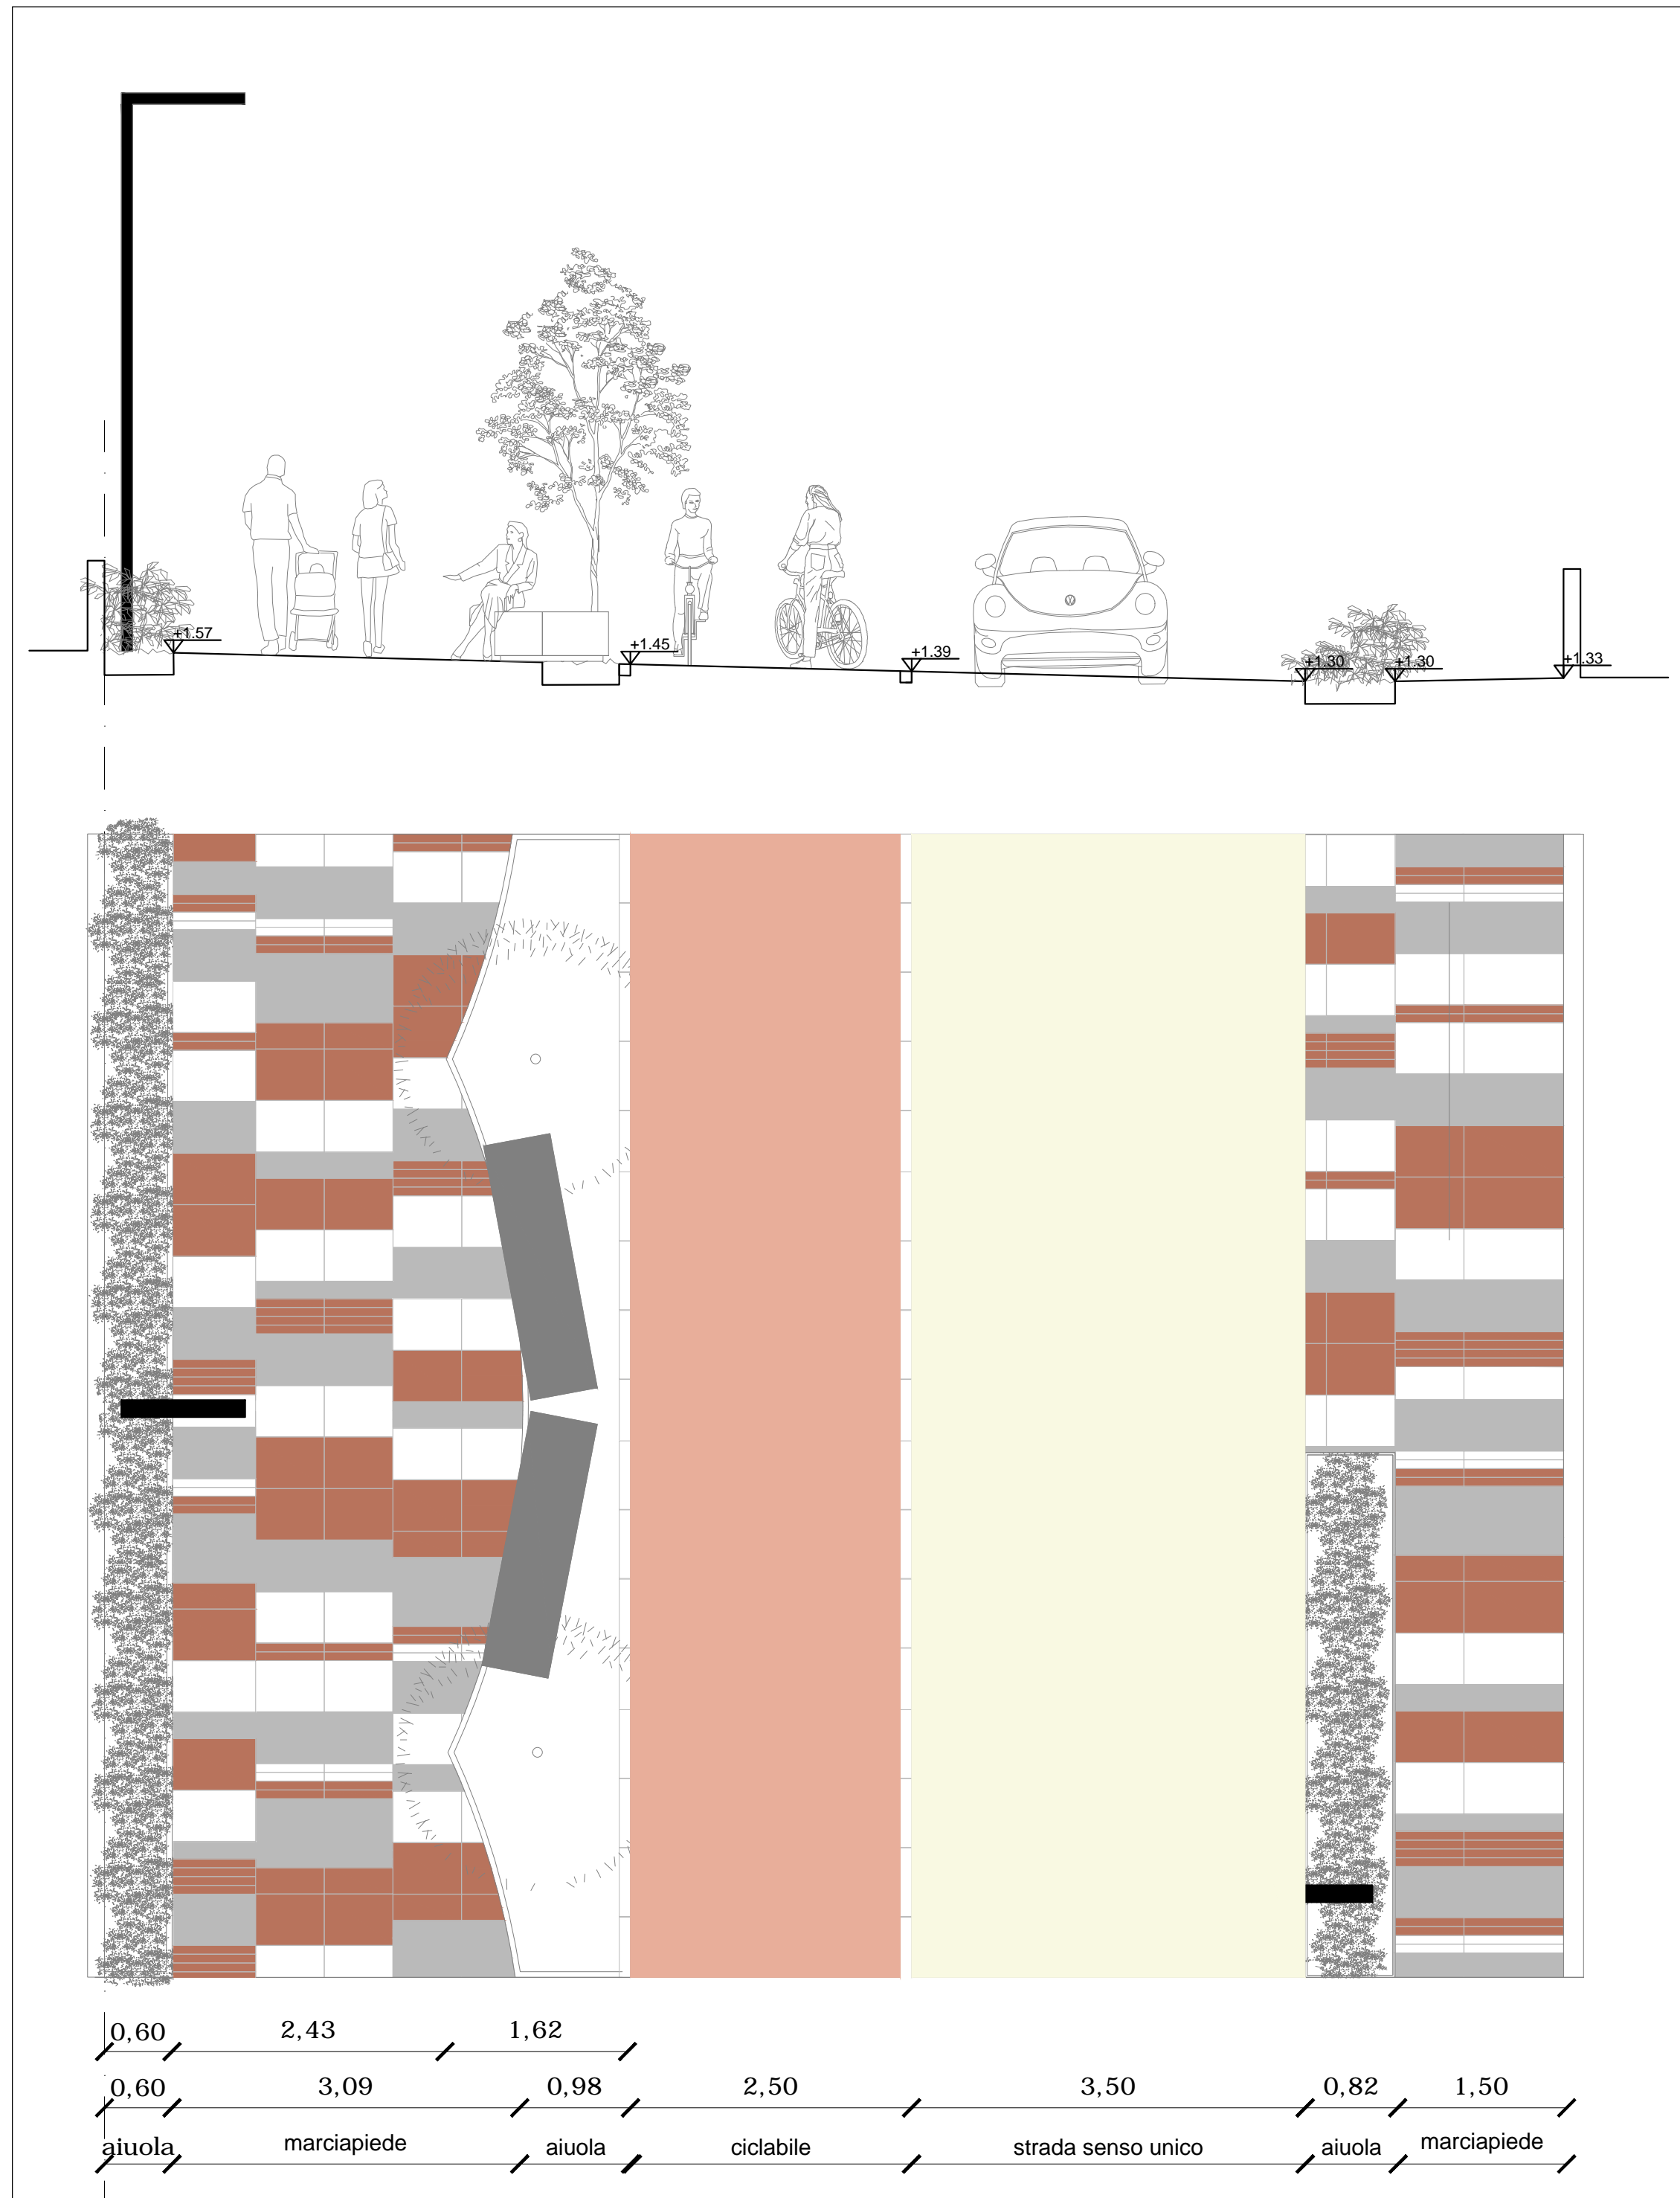 +1.57
+1.45
+1.39
+1.30
+1.30
+1.33
0,60 2,43 1,62
0,60 3,09 0,98 2,50 3,50 0,82 1,50
aiuola marciapiede aiuola ciclabile strada senso unico aiuola marciapiede